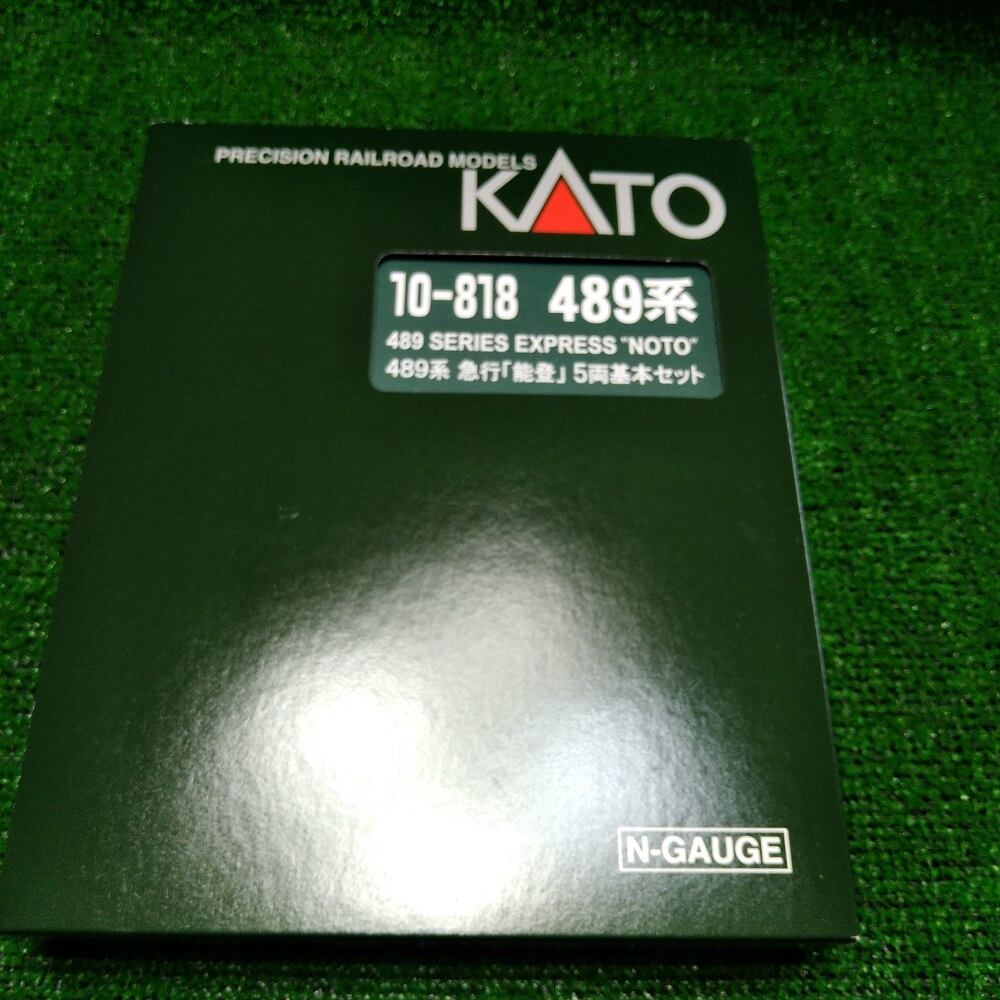 PRECISION RAILROAD MODELS
KATO
10-818 489系
489 SERIES EXPRESS "NOTO"
489系 急行「能登」 5両基本セット
N-GAUGE